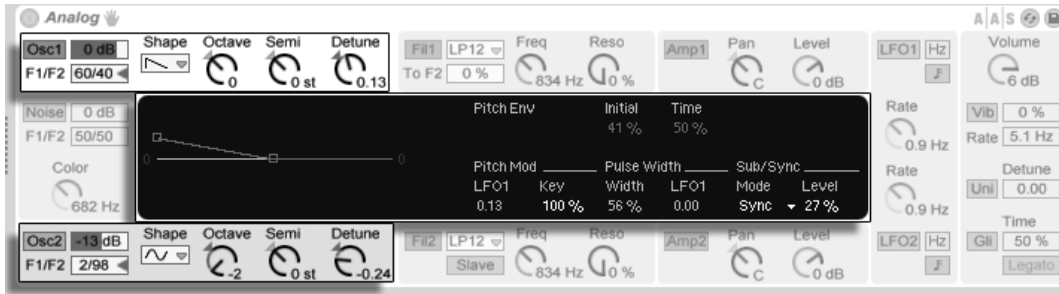 Analog A|A|S
Osc1 0 dB Shape Octave Semi Detune Fil1 LP12 Freq Reso Amp1 Pan Level LFO1 Hz Volume
F1/F2 60/40 0 0 st 0.13 To F2 0 % 834 Hz 0 % C 0 dB -6 dB
Noise 0 dB Pitch Env Initial Time Rate Vib 0 %
F1/F2 50/50 41 % 50 % 0.9 Hz Rate 5.1 Hz
0 0
Color Pitch Mod Pulse Width Sub/Sync Rate Detune
LFO1 Key Width LFO1 Mode Level Uni 0.00
682 Hz 0.13 100 % 56 % 0.00 Sync 27 % 0.9 Hz
Time
Osc2 -13 dB Shape Octave Semi Detune Fil2 LP12 Freq Reso Amp2 Pan Level LFO2 Hz Gli 50 %
F1/F2 2/98 -2 0 st -0.24 Slave 834 Hz 0 % C 0 dB Legato